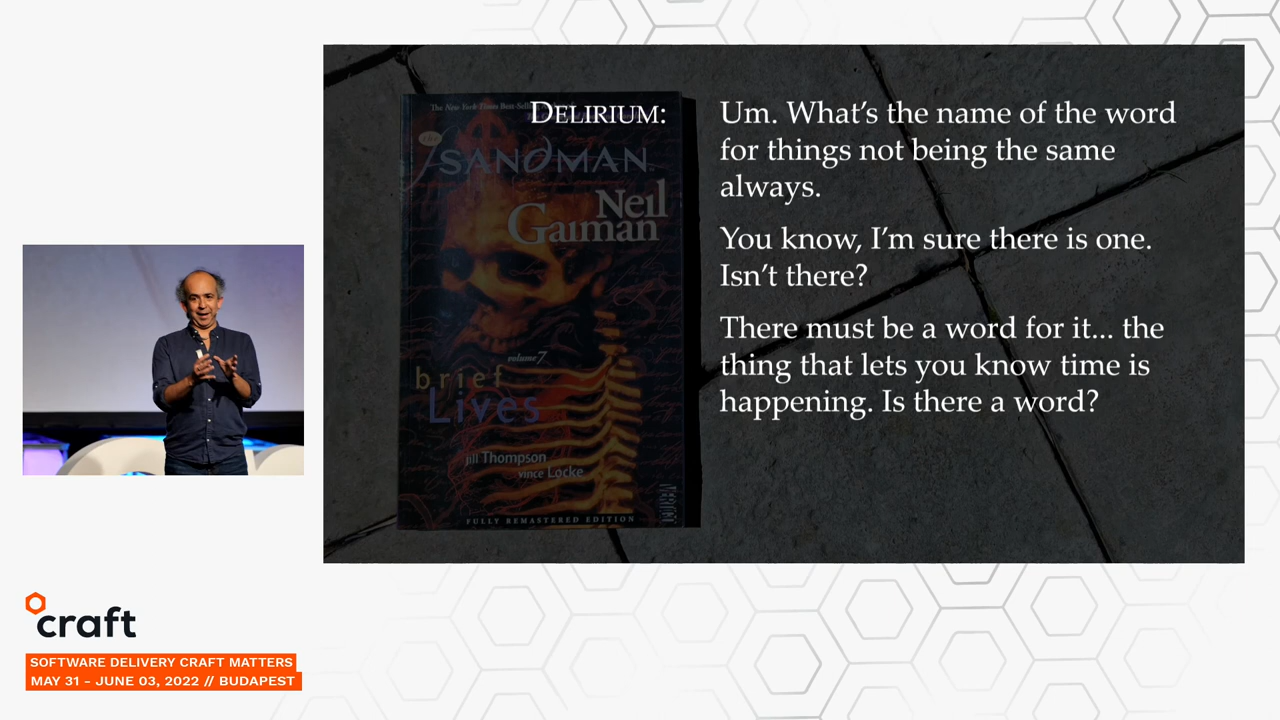 DELIRIUM:
Um. What's the name of the word
for things not being the same
always.
You know, I'm sure there is one.
Isn't there?
There must be a word for it... the
thing that lets you know time is
happening. Is there a word?
The New York Times Best-Selling
SANDMAN
Neil
Gaiman
volume 7
brief
Lives
jill Thompson
vince Locke
FULLY REMASTERED EDITION
VERTIGO
craft
SOFTWARE DELIVERY CRAFT MATTERS
MAY 31 - JUNE 03, 2022 // BUDAPEST